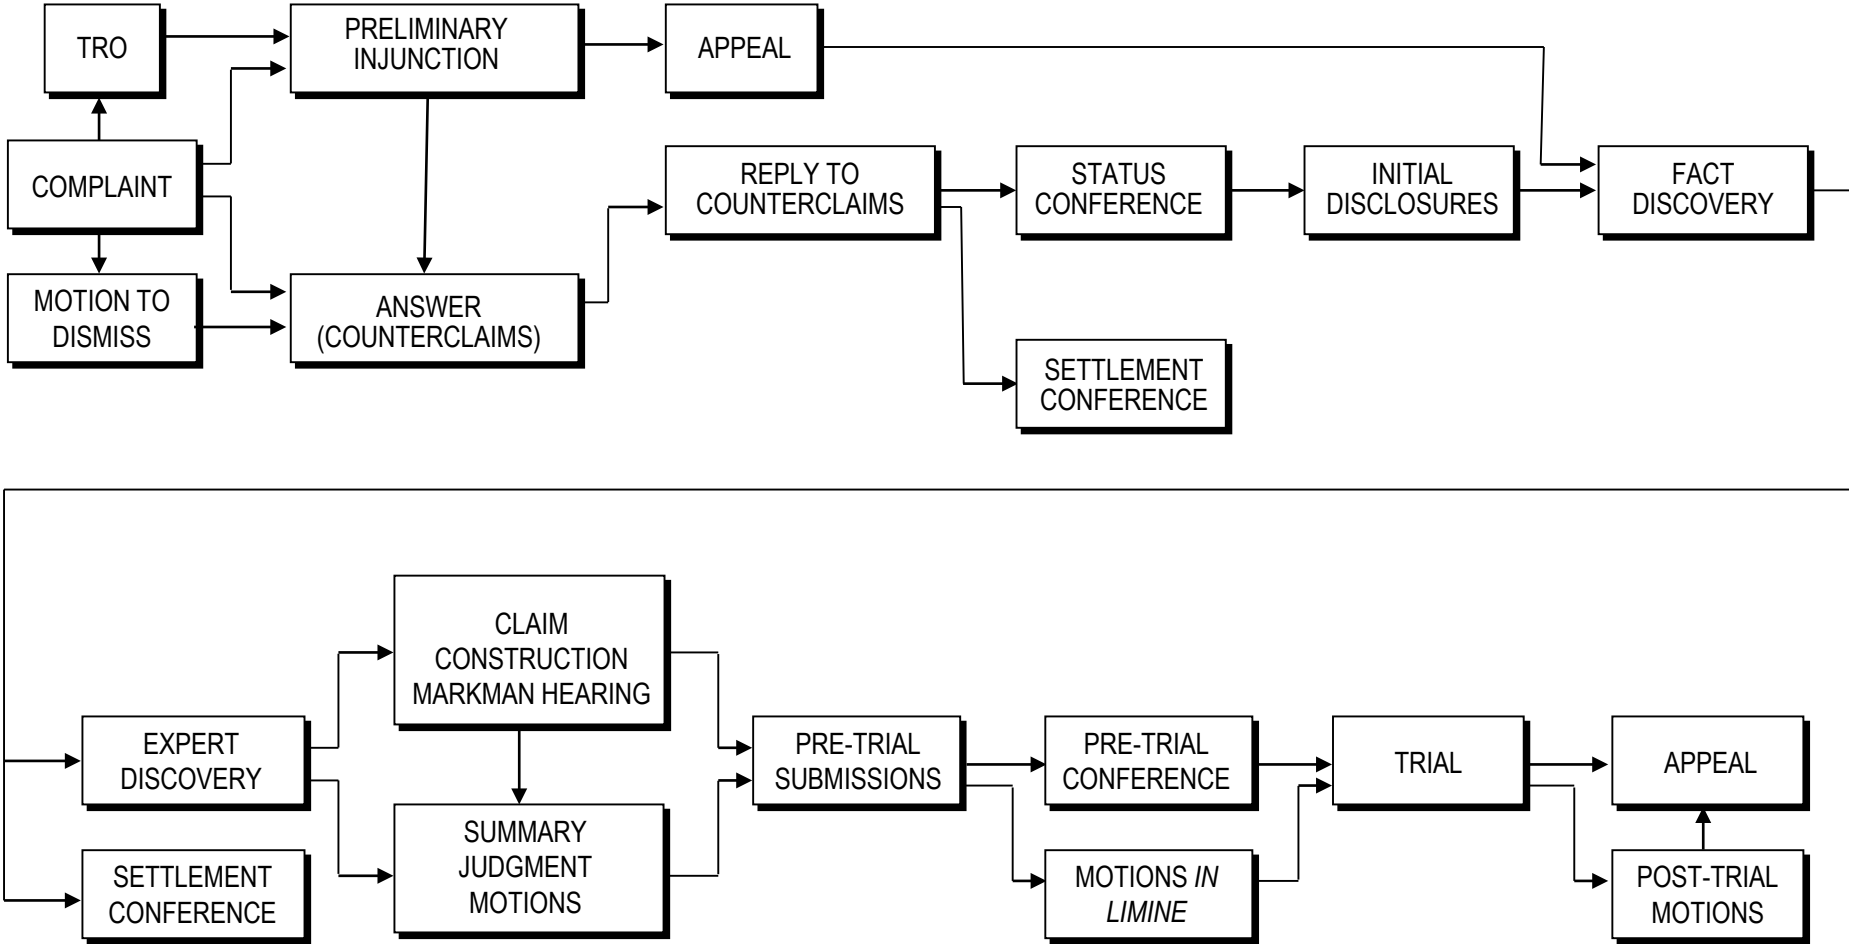 TRO
PRELIMINARY
INJUNCTION
APPEAL
COMPLAINT
REPLY TO
COUNTERCLAIMS
STATUS
CONFERENCE
INITIAL
DISCLOSURES
FACT
DISCOVERY
MOTION TO
DISMISS
ANSWER
(COUNTERCLAIMS)
SETTLEMENT
CONFERENCE
CLAIM
CONSTRUCTION
MARKMAN HEARING
EXPERT
DISCOVERY
PRE-TRIAL
SUBMISSIONS
PRE-TRIAL
CONFERENCE
TRIAL
APPEAL
SETTLEMENT
CONFERENCE
SUMMARY
JUDGMENT
MOTIONS
MOTIONS IN
LIMINE
POST-TRIAL
MOTIONS